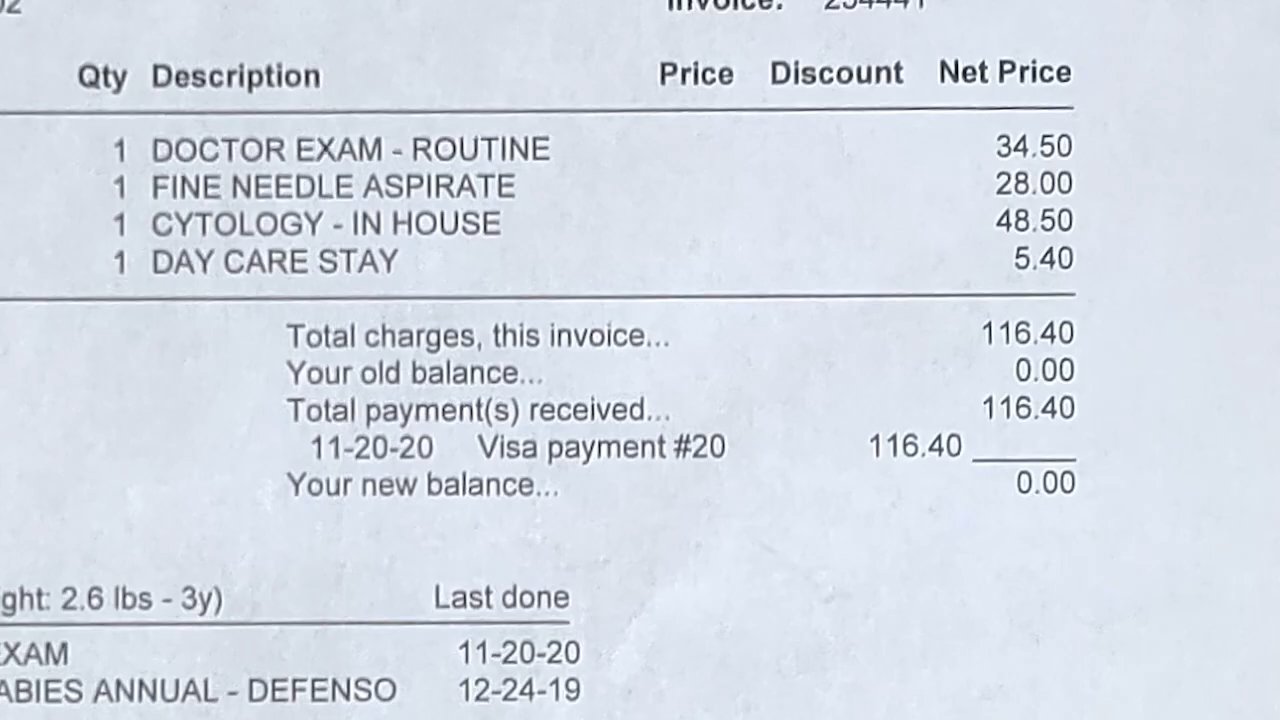 Qty Description Price Discount Net Price
1 DOCTOR EXAM - ROUTINE 34.50
1 FINE NEEDLE ASPIRATE 28.00
1 CYTOLOGY - IN HOUSE 48.50
1 DAY CARE STAY 5.40
Total charges, this invoice... 116.40
Your old balance... 0.00
Total payment(s) received... 116.40
11-20-20 Visa payment #20 116.40
Your new balance... 0.00
ght: 2.6 lbs - 3y) Last done
XAM 11-20-20
ABIES ANNUAL - DEFENSO 12-24-19